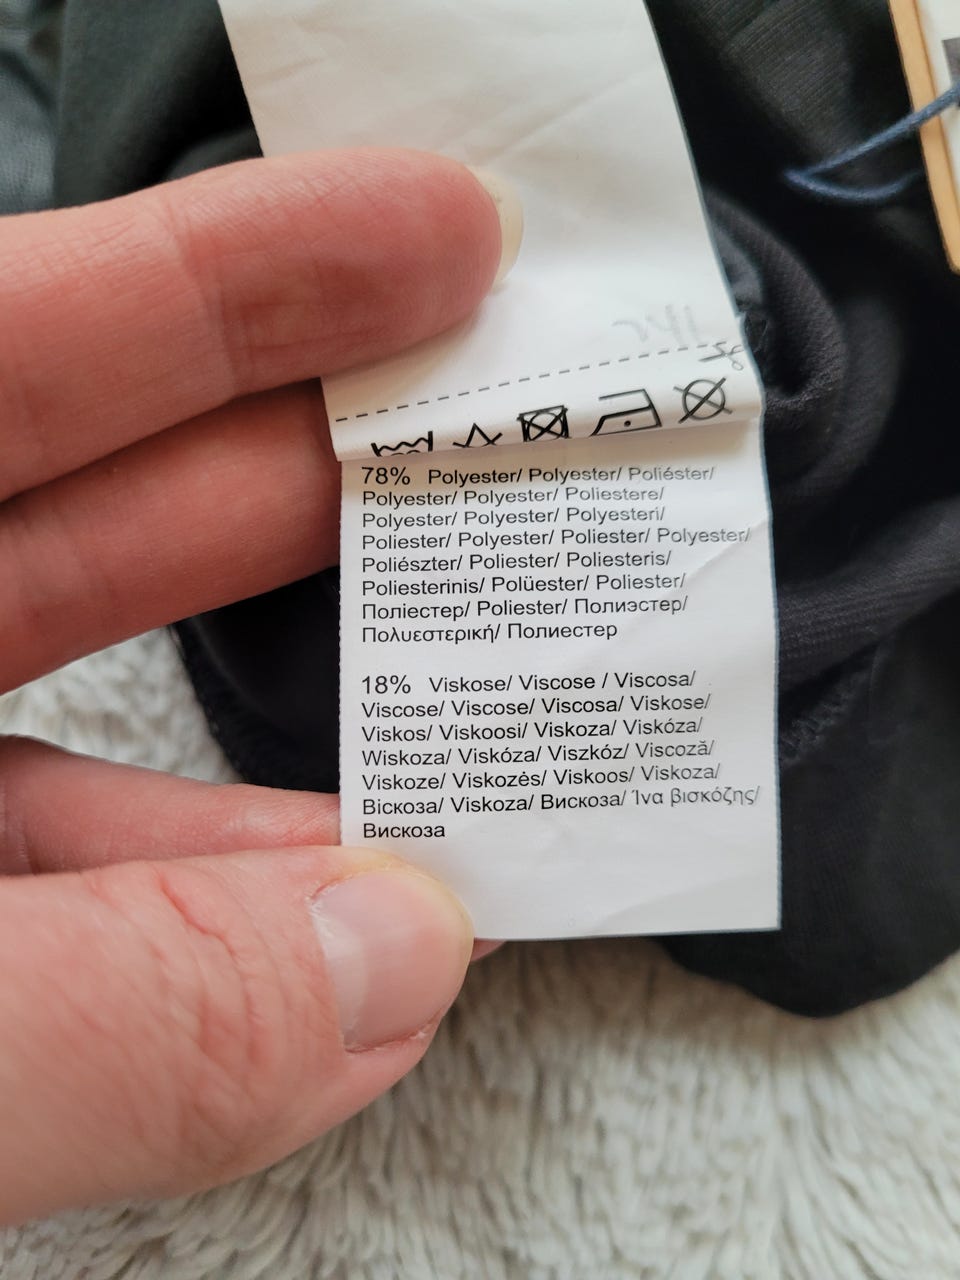 78% Polyester/ Polyester/ Poliéster/
Polyester/ Polyester/ Poliestere/
Polyester/ Polyester/ Polyesteri/
Poliester/ Polyester/ Poliester/ Polyester/
Poliészter/ Poliester/ Poliesteris/
Poliesterinis/ Polüester/ Poliester/
Поліестер/ Poliester/ Полиэстер/
Πολυεστερική/ Полиестер
18% Viskose/ Viscose / Viscosa/
Viscose/ Viscose/ Viscosa/ Viskose/
Viskos/ Viskoosi/ Viskoza/ Viskóza/
Wiskoza/ Viskóza/ Viszkóz/ Viscoză/
Viskoze/ Viskozės/ Viskoos/ Viskoza/
Віскоза/ Viskoza/ Вискоза/ Ίνα βισκόζης/
Вискоза